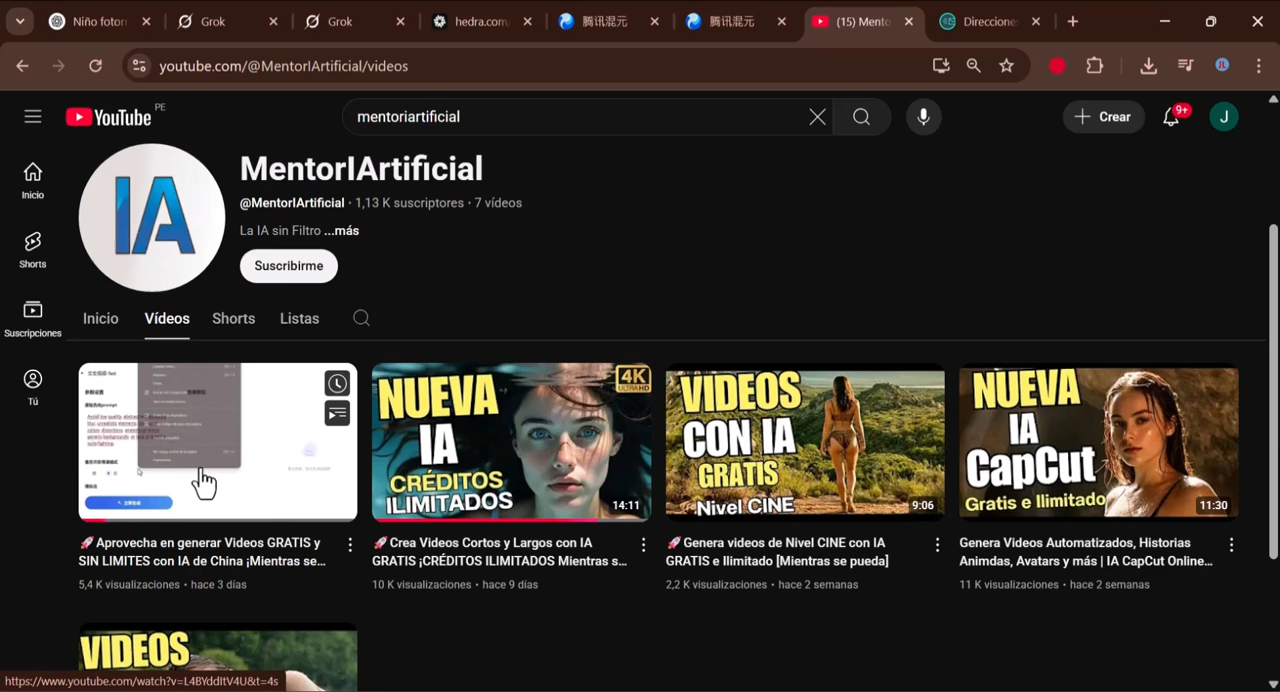 Niño fotorr
Grok
Grok
hedra.com/
腾讯混元
腾讯混元
(15) Mento
Direccione
youtube.com/@MentorIArtificial/videos
YouTube PE
mentoriartificial
Crear
9+
J
Inicio
Shorts
Suscripciones
Tú
IA
MentorIArtificial
@MentorIArtificial · 1,13 K suscriptores · 7 vídeos
La IA sin Filtro ...más
Suscribirme
Inicio
Vídeos
Shorts
Listas
NUEVA
IA
CRÉDITOS
ILIMITADOS
4K
ULTRA HD
14:11
VIDEOS
CON IA
GRATIS
Nivel CINE
9:06
NUEVA
IA
CapCut
Gratis e Ilimitado
11:30
🚀Aprovecha en generar Videos GRATIS y
SIN LIMITES con IA de China ¡Mientras se...
5,4 K visualizaciones · hace 3 días
🚀Crea Videos Cortos y Largos con IA
GRATIS ¡CRÉDITOS ILIMITADOS Mientras s...
10 K visualizaciones · hace 9 días
🚀Genera videos de Nivel CINE con IA
GRATIS e Ilimitado [Mientras se pueda]
2,2 K visualizaciones · hace 2 semanas
Genera Videos Automatizados, Historias
Animdas, Avatars y más | IA CapCut Online...
11 K visualizaciones · hace 2 semanas
VIDEOS
https://www.youtube.com/watch?v=L4BYddItV4U&t=4s